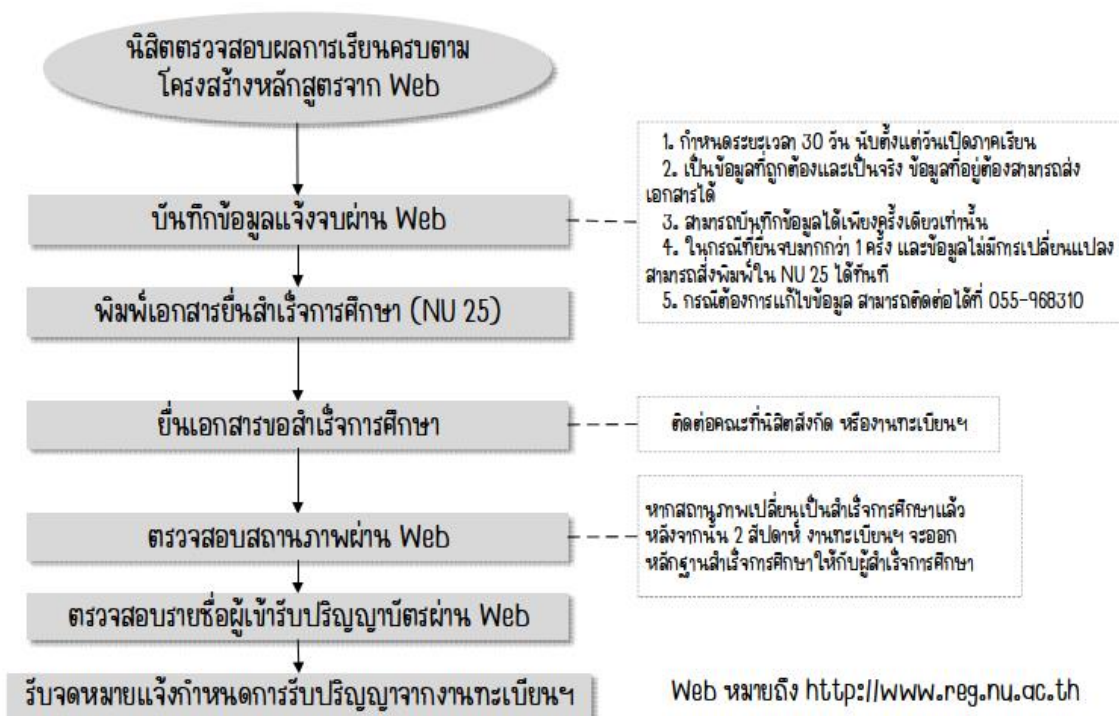 นิสิตตรวจสอบผลการเรียนครบตาม
โครงสร้างหลักสูตรจาก Web
บันทึกข้อมูลแจ้งจบผ่าน Web
1. กำหนดระยะเวลา 30 วัน นับตั้งแต่วันเปิดภาคเรียน
2. เป็นข้อมูลที่ถูกต้องและเป็นจริง ข้อมูลที่อยู่ต้องสามารถส่ง
เอกสารได้
3. สามารถบันทึกข้อมูลได้เพียงครั้งเดียวเท่านั้น
4. ในกรณีที่ยื่นจบมากกว่า 1 ครั้ง และข้อมูลไม่มีการเปลี่ยนแปลง
สามารถสั่งพิมพ์ใน NU 25 ได้ทันที
5. กรณีต้องการแก้ไขข้อมูล สามารถติดต่อได้ที่ 055-968310
พิมพ์เอกสารยื่นสำเร็จการศึกษา (NU 25)
ยื่นเอกสารขอสำเร็จการศึกษา
ติดต่อคณะที่นิสิตสังกัด หรืองานทะเบียนฯ
ตรวจสอบสถานภาพผ่าน Web
หากสถานภาพเปลี่ยนเป็นสำเร็จการศึกษาแล้ว
หลังจากนั้น 2 สัปดาห์ งานทะเบียนฯ จะออก
หลักฐานสำเร็จการศึกษาให้กับผู้สำเร็จการศึกษา
ตรวจสอบรายชื่อผู้เข้ารับปริญญาบัตรผ่าน Web
รับจดหมายแจ้งกำหนดการรับปริญญาจากงานทะเบียนฯ
Web หมายถึง http://www.reg.nu.ac.th